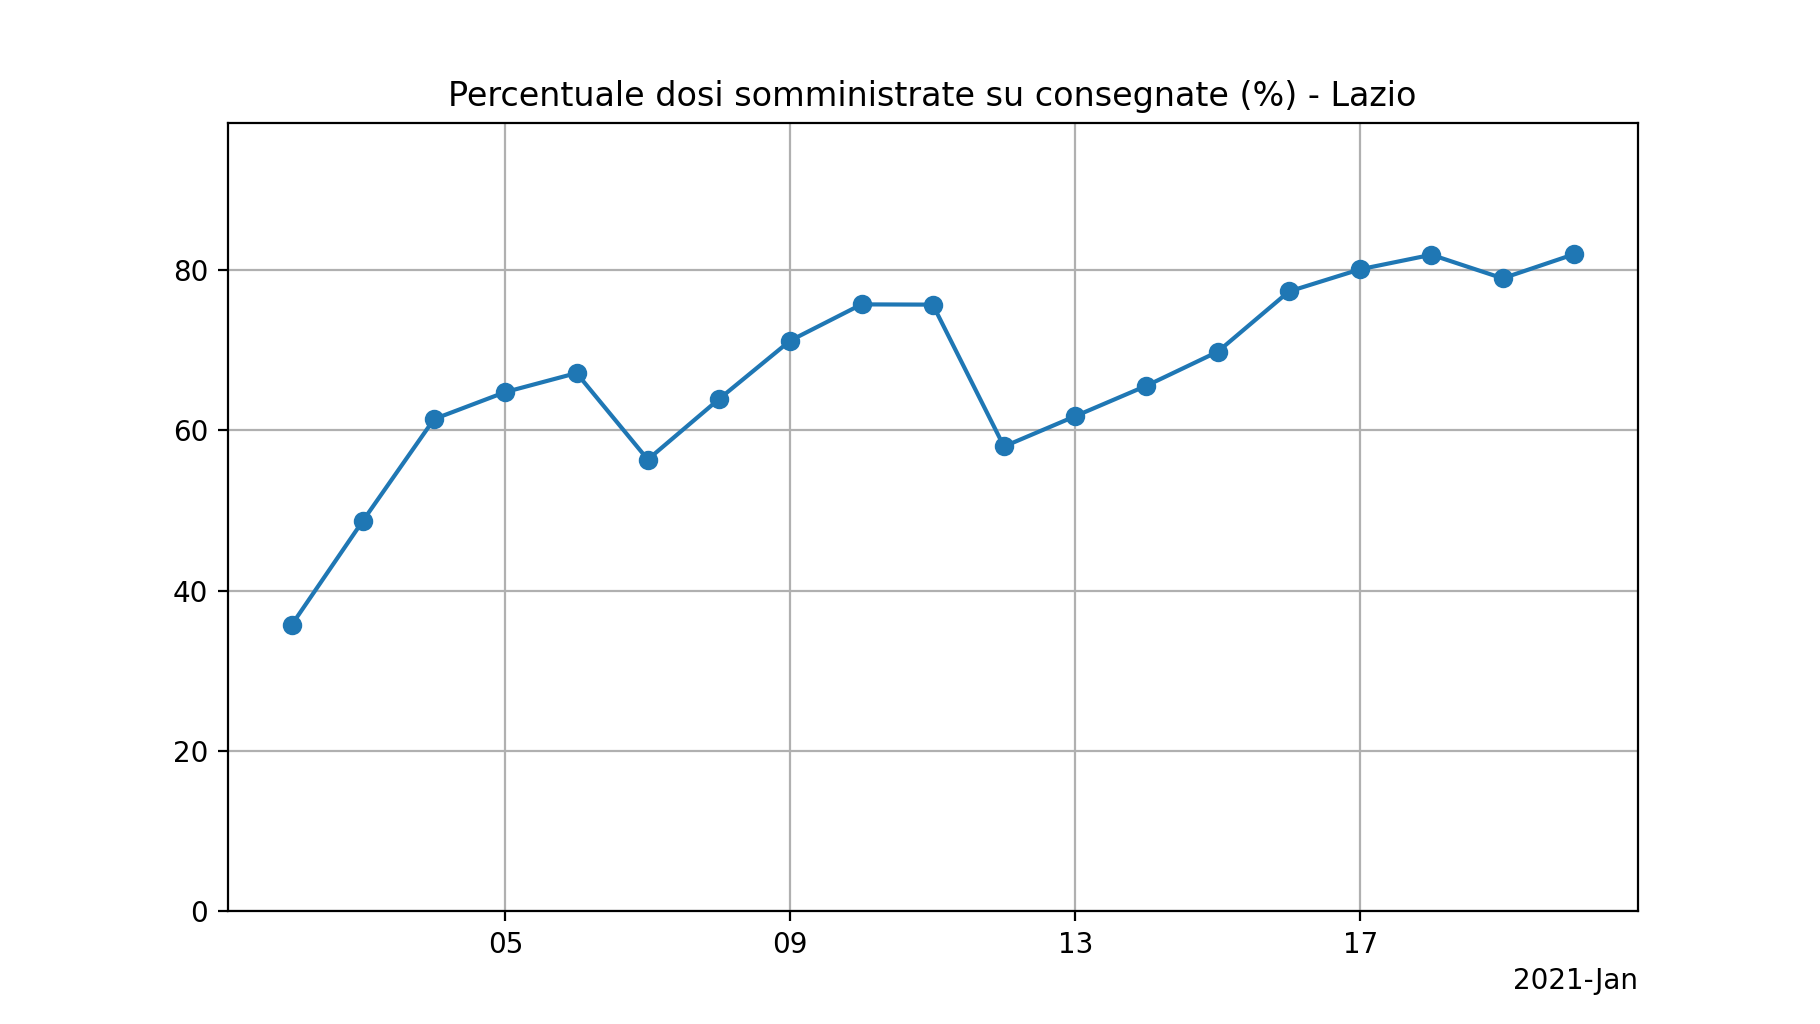 Percentuale dosi somministrate su consegnate (%) - Lazio
80
60
40
20
0
05 09 13 17
2021-Jan